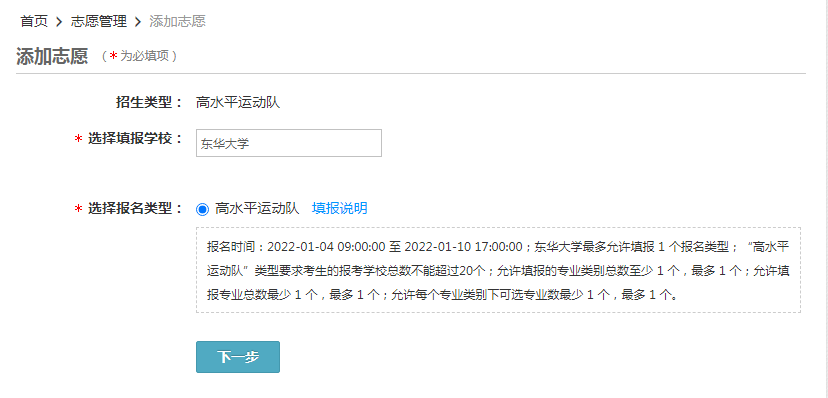 首页 > 志愿管理 > 添加志愿
添加志愿 （*为必填项）
招生类型： 高水平运动队
* 选择填报学校： 东华大学
* 选择报名类型： 高水平运动队 填报说明
报名时间：2022-01-04 09:00:00 至 2022-01-10 17:00:00；东华大学最多允许填报 1 个报名类型；“高水平
运动队”类型要求考生的报考学校总数不能超过20个；允许填报的专业类别总数至少 1 个，最多 1 个；允许填
报专业总数最少 1 个，最多 1 个；允许每个专业类别下可选专业数最少 1 个，最多 1 个。
下一步